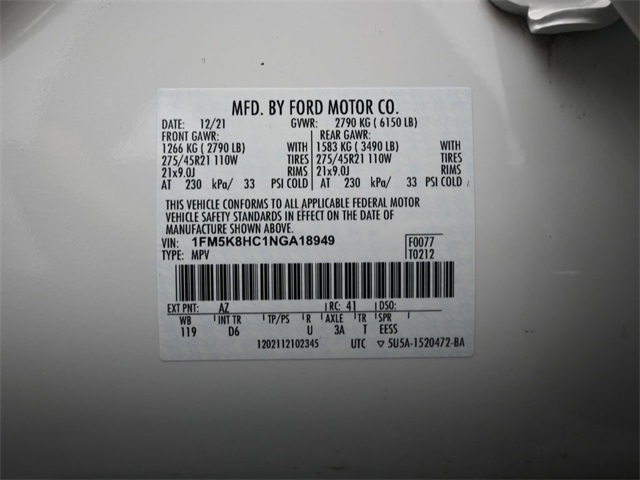 MFD. BY FORD MOTOR CO.
DATE: 12/21 GVWR: 2790 KG ( 6150 LB)
FRONT GAWR: REAR GAWR:
1266 KG ( 2790 LB) WITH 1583 KG ( 3490 LB) WITH
275/45R21 110W TIRES 275/45R21 110W TIRES
21x9.0J RIMS 21x9.0J RIMS
AT 230 kPa/ 33 PSI COLD AT 230 kPa/ 33 PSI COLD
THIS VEHICLE CONFORMS TO ALL APPLICABLE FEDERAL MOTOR
VEHICLE SAFETY STANDARDS IN EFFECT ON THE DATE OF
MANUFACTURE SHOWN ABOVE.
VIN: 1FM5K8HC1NGA18949 F0077
TYPE: MPV T0212
EXT PNT: AZ RC: 41 DSO:
WB INT TR TP/PS R AXLE TR SPR
119 D6 U 3A T EESS
1202112102345 UTC ▽ 5U5A-1520472-BA